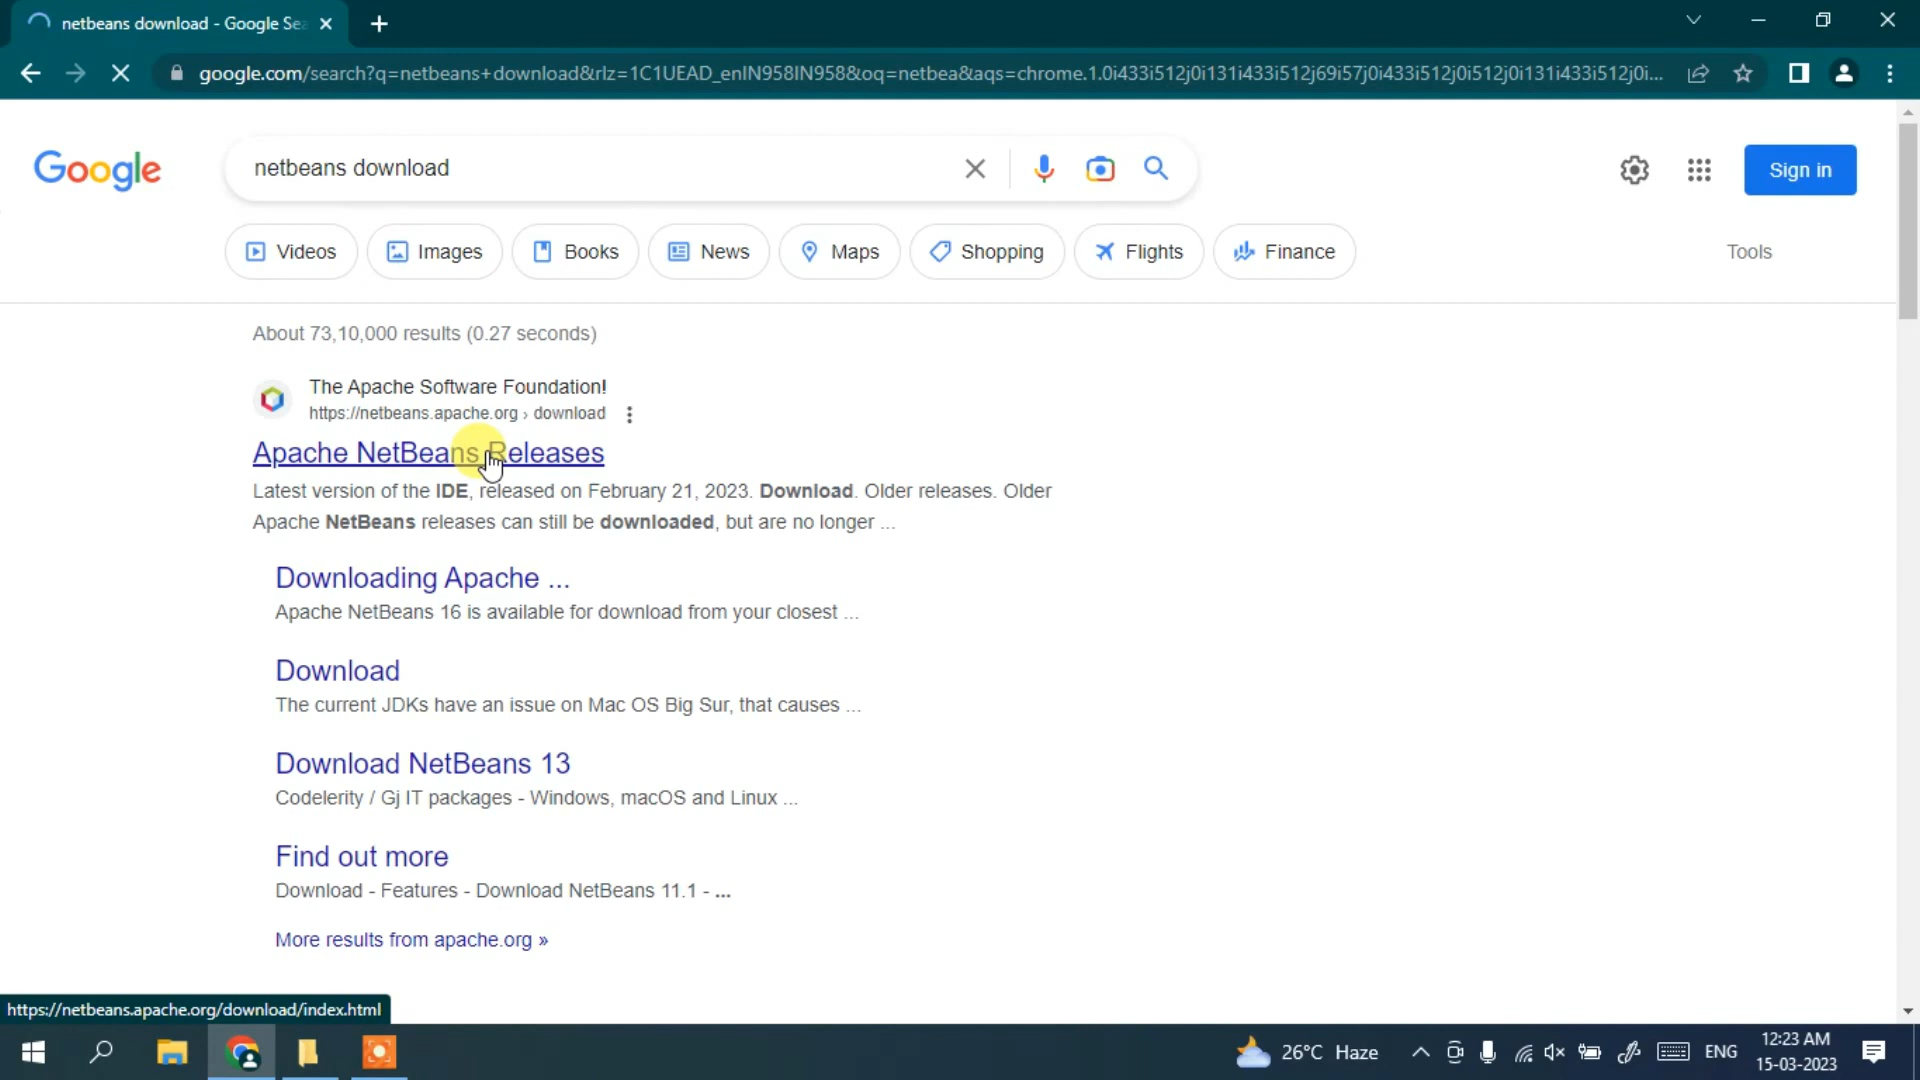 netbeans download - Google Sea
google.com/search?q=netbeans+download&rlz=1C1UEAD_enIN958IN958&oq=netbea&aqs=chrome.1.0i433i512j0i131i433i512j69i57j0i433i512j0i512j0i131i433i512j0i...
Google
netbeans download
Sign in
Videos
Images
Books
News
Maps
Shopping
Flights
Finance
Tools
About 73,10,000 results (0.27 seconds)
The Apache Software Foundation!
https://netbeans.apache.org › download
Apache NetBeans Releases
Latest version of the IDE, released on February 21, 2023. Download. Older releases. Older
Apache NetBeans releases can still be downloaded, but are no longer ...
Downloading Apache ...
Apache NetBeans 16 is available for download from your closest ...
Download
The current JDKs have an issue on Mac OS Big Sur, that causes ...
Download NetBeans 13
Codelerity / Gj IT packages - Windows, macOS and Linux ...
Find out more
Download - Features - Download NetBeans 11.1 - ...
More results from apache.org »
https://netbeans.apache.org/download/index.html
26°C Haze
ENG
12:23 AM
15-03-2023